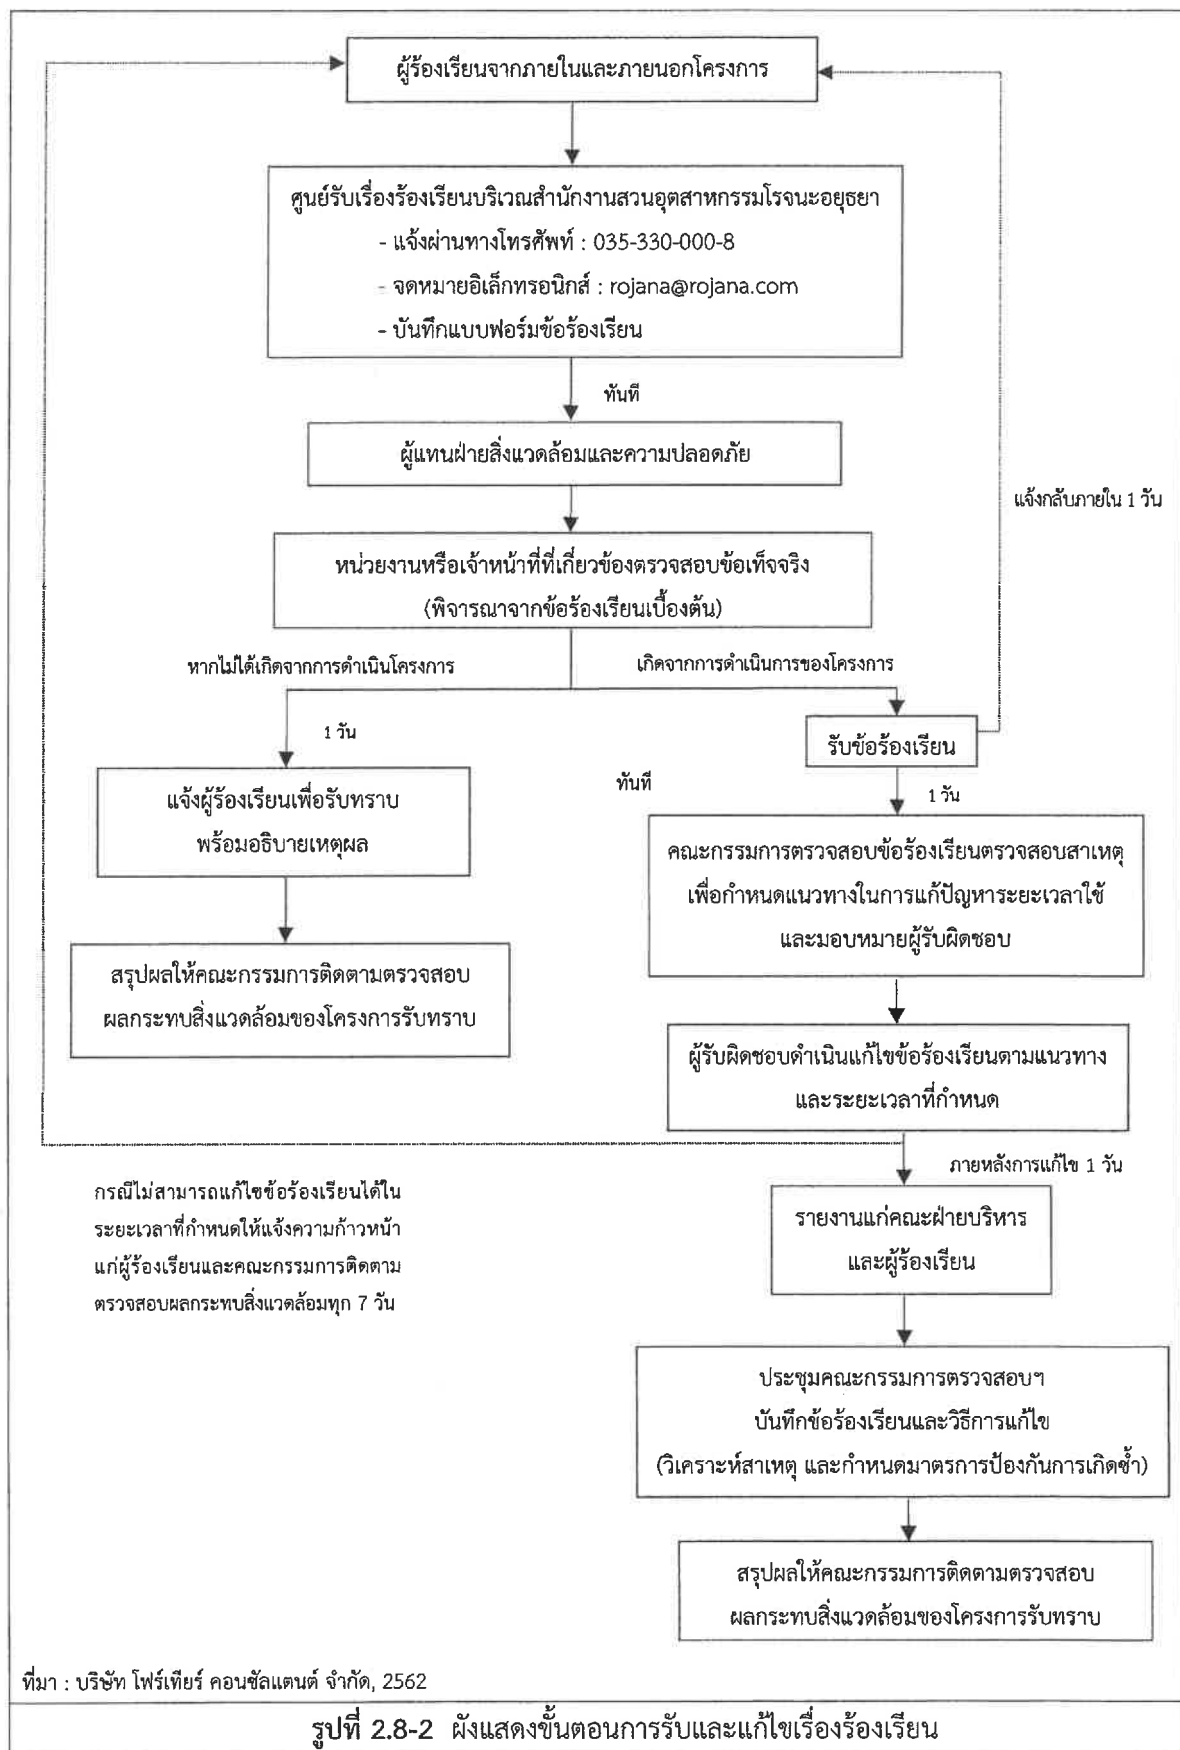 ผู้ร้องเรียนจากภายในและภายนอกโครงการ
ศูนย์รับเรื่องร้องเรียนบริเวณสำนักงานสวนอุตสาหกรรมโรจนะอยุธยา
- แจ้งผ่านทางโทรศัพท์ : 035-330-000-8
- จดหมายอิเล็กทรอนิกส์ : rojana@rojana.com
- บันทึกแบบฟอร์มข้อร้องเรียน
ทันที
ผู้แทนฝ่ายสิ่งแวดล้อมและความปลอดภัย
แจ้งกลับภายใน 1 วัน
หน่วยงานหรือเจ้าหน้าที่ที่เกี่ยวข้องตรวจสอบข้อเท็จจริง
(พิจารณาจากข้อร้องเรียนเบื้องต้น)
หากไม่ได้เกิดจากการดำเนินโครงการ
เกิดจากการดำเนินการของโครงการ
1 วัน
รับข้อร้องเรียน
แจ้งผู้ร้องเรียนเพื่อรับทราบ
พร้อมอธิบายเหตุผล
ทันที
1 วัน
คณะกรรมการตรวจสอบข้อร้องเรียนตรวจสอบสาเหตุ
เพื่อกำหนดแนวทางในการแก้ปัญหาระยะเวลาใช้
และมอบหมายผู้รับผิดชอบ
สรุปผลให้คณะกรรมการติดตามตรวจสอบ
ผลกระทบสิ่งแวดล้อมของโครงการรับทราบ
ผู้รับผิดชอบดำเนินแก้ไขข้อร้องเรียนตามแนวทาง
และระยะเวลาที่กำหนด
ภายหลังการแก้ไข 1 วัน
กรณีไม่สามารถแก้ไขข้อร้องเรียนได้ใน
ระยะเวลาที่กำหนดให้แจ้งความก้าวหน้า
แก่ผู้ร้องเรียนและคณะกรรมการติดตาม
ตรวจสอบผลกระทบสิ่งแวดล้อมทุก 7 วัน
รายงานแก่คณะฝ่ายบริหาร
และผู้ร้องเรียน
ประชุมคณะกรรมการตรวจสอบฯ
บันทึกข้อร้องเรียนและวิธีการแก้ไข
(วิเคราะห์สาเหตุ และกำหนดมาตรการป้องกันการเกิดซ้ำ)
สรุปผลให้คณะกรรมการติดตามตรวจสอบ
ผลกระทบสิ่งแวดล้อมของโครงการรับทราบ
ที่มา : บริษัท โฟร์เทียร์ คอนซัลแตนต์ จำกัด, 2562
รูปที่ 2.8-2 ผังแสดงขั้นตอนการรับและแก้ไขเรื่องร้องเรียน